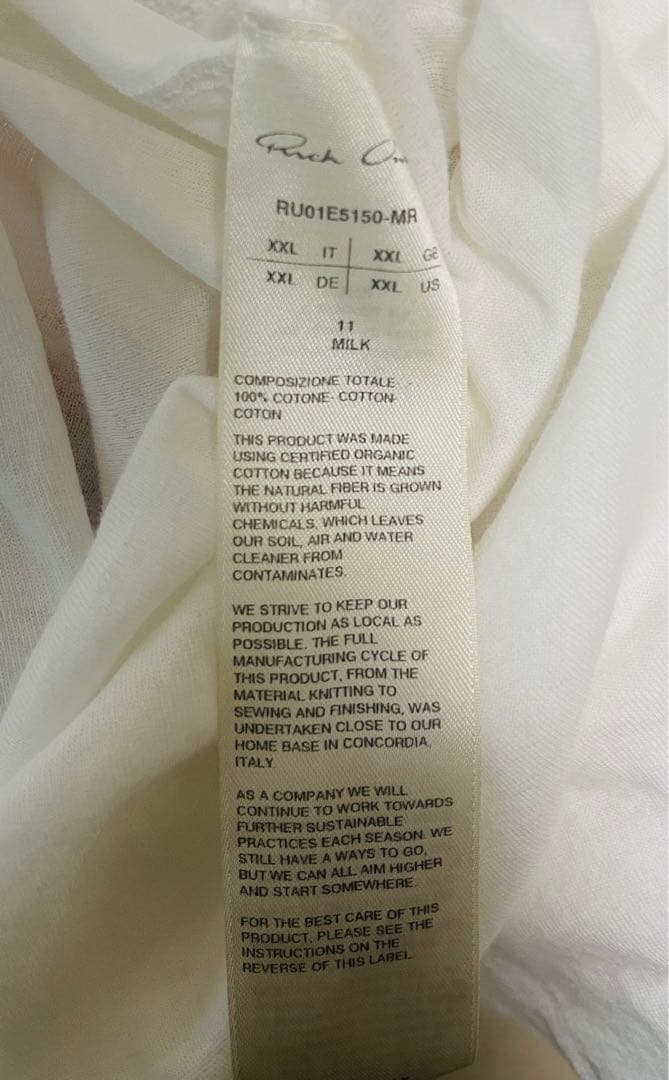 RU01E5150-MR
XXL IT XXL GB
XXL DE XXL US
11
MILK
COMPOSIZIONE TOTALE-
100% COTONE- COTTON-
COTON
THIS PRODUCT WAS MADE
USING CERTIFIED ORGANIC
COTTON BECAUSE IT MEANS
THE NATURAL FIBER IS GROWN
WITHOUT HARMFUL
CHEMICALS, WHICH LEAVES
OUR SOIL, AIR AND WATER
CLEANER FROM
CONTAMINATES.
WE STRIVE TO KEEP OUR
PRODUCTION AS LOCAL AS
POSSIBLE. THE FULL
MANUFACTURING CYCLE OF
THIS PRODUCT, FROM THE
MATERIAL KNITTING TO
SEWING AND FINISHING, WAS
UNDERTAKEN CLOSE TO OUR
HOME BASE IN CONCORDIA,
ITALY
AS A COMPANY WE WILL
CONTINUE TO WORK TOWARDS
FURTHER SUSTAINABLE
PRACTICES EACH SEASON. WE
STILL HAVE A WAYS TO GO,
BUT WE CAN ALL AIM HIGHER
AND START SOMEWHERE.
FOR THE BEST CARE OF THIS
PRODUCT, PLEASE SEE THE
INSTRUCTIONS ON THE
REVERSE OF THIS LABEL